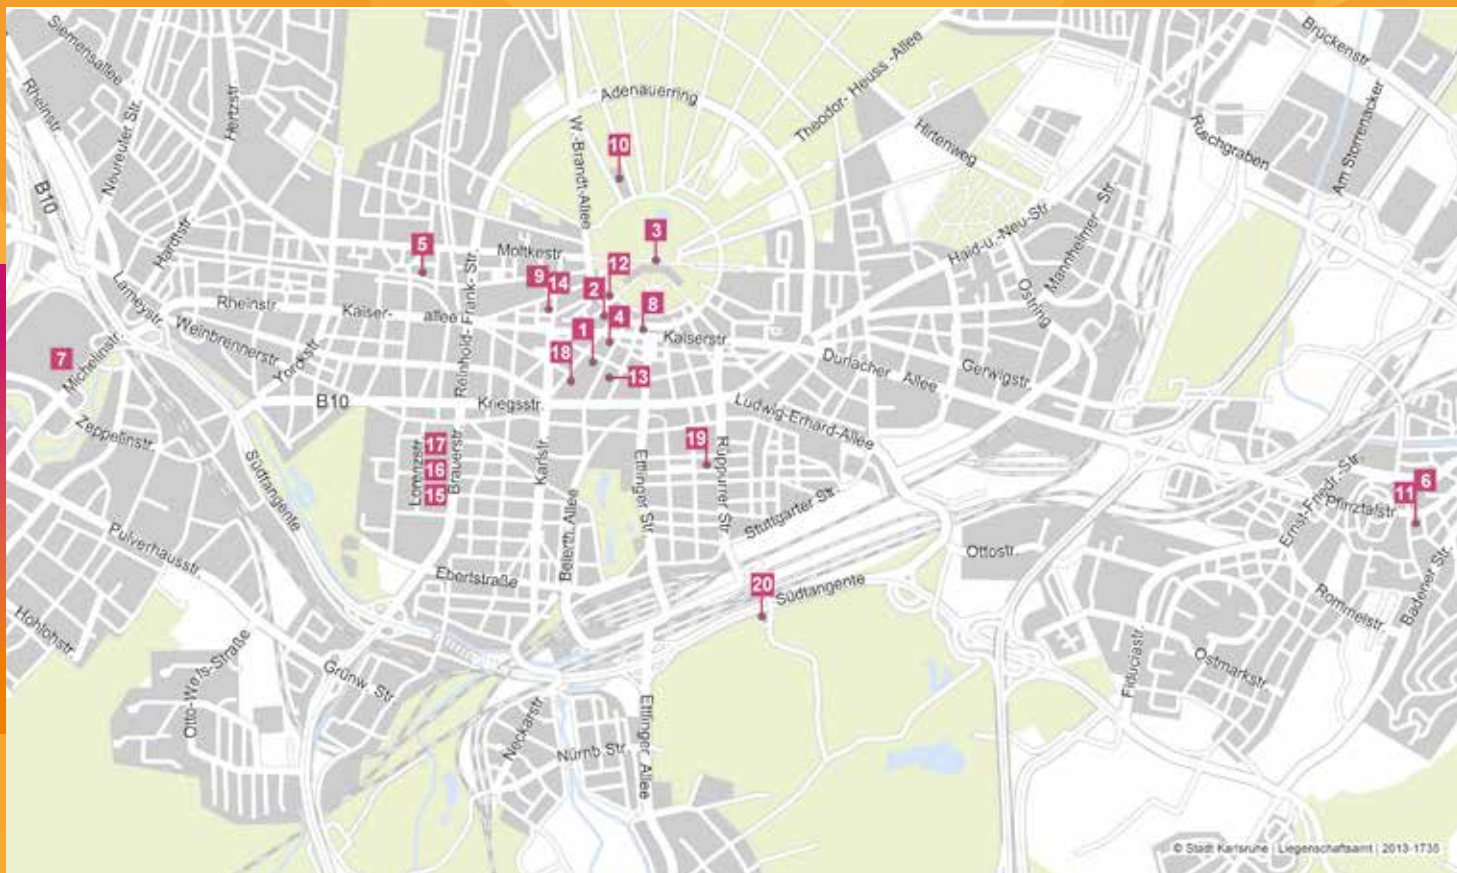 Siemensallee
Rheinstr.
Neureuter Str.
Hertzstr.
B10
Adenauerring
Theodor- Heuss -Allee
Brückenstr.
Hirtenweg
Ruschgraben
Am Storrenacker
W.-Brandt-Allee
10
3
5
Moltkestr.
12
9
14
2
8
4
1
18
13
Haid-u.-Neu-Str.
Mannheimer Str
Ostring
Hardtstr
Lameystr.
Rheinstr.
Kaiser-
allee
Reinhold- Frank- Str.
Kaiserstr.
Durlacher Allee
Gerwigstr.
7
Michelinstr.
Weinbrennerstr.
Yorckstr.
B10
Kriegsstr.
Ludwig-Erhard-Allee
Zeppelinstr.
Südtangente
17
16
15
Lorenzstr
Brauerstr.
Karlstr.
Beierth. Allee
Ettlinger Str.
19
Rüppurrer Str
Stuttgarter Str.
Ernst-Friedr.-Str.
Pfinztalstr
11
6
Pulverhausstr.
Ebertstraße
Ottostr.
20
Südtangente
Rommelstr.
Badener Str.
Hohlohstr.
Otto-Wels-Straße
Grünw. Str.
Fiduciastr.
Ostmarkstr.
Neckarstr
Nürnb.Str.
Ettlinger Allee
© Stadt Karlsruhe | Liegenschaftsamt | 2013-1735